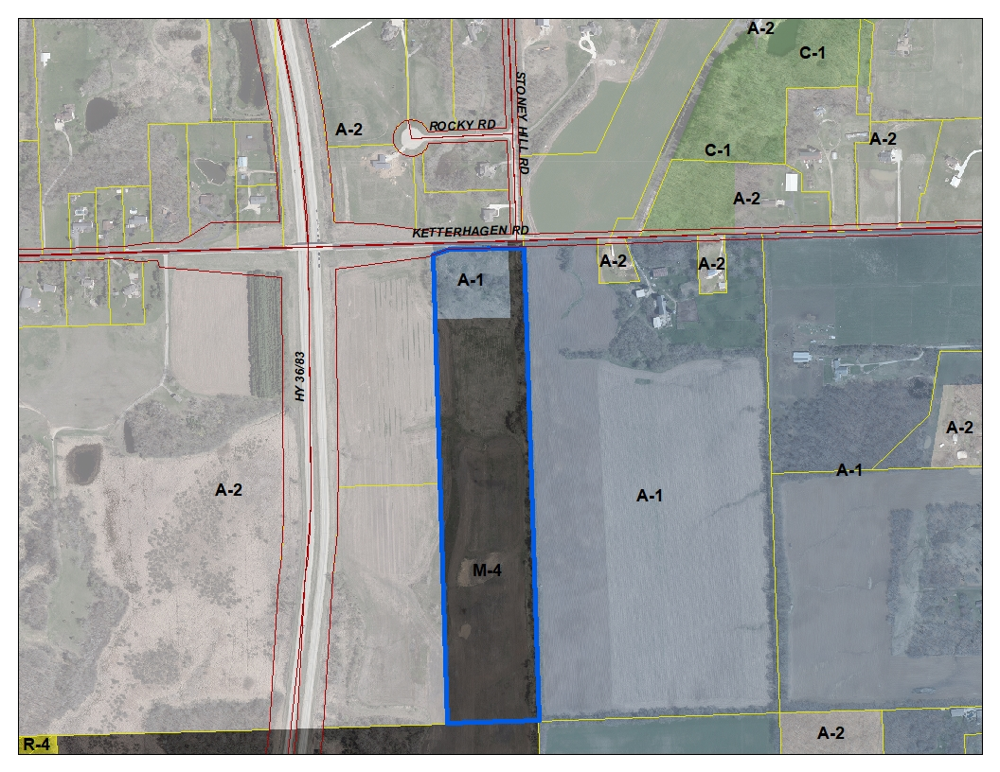 A-2
C-1
A-2
ROCKY RD
STONEY HILL RD
A-2
C-1
A-2
KETTERHAGEN RD
A-2
A-2
A-1
HY 36/83
A-2
A-1
A-2
A-1
M-4
A-2
R-4